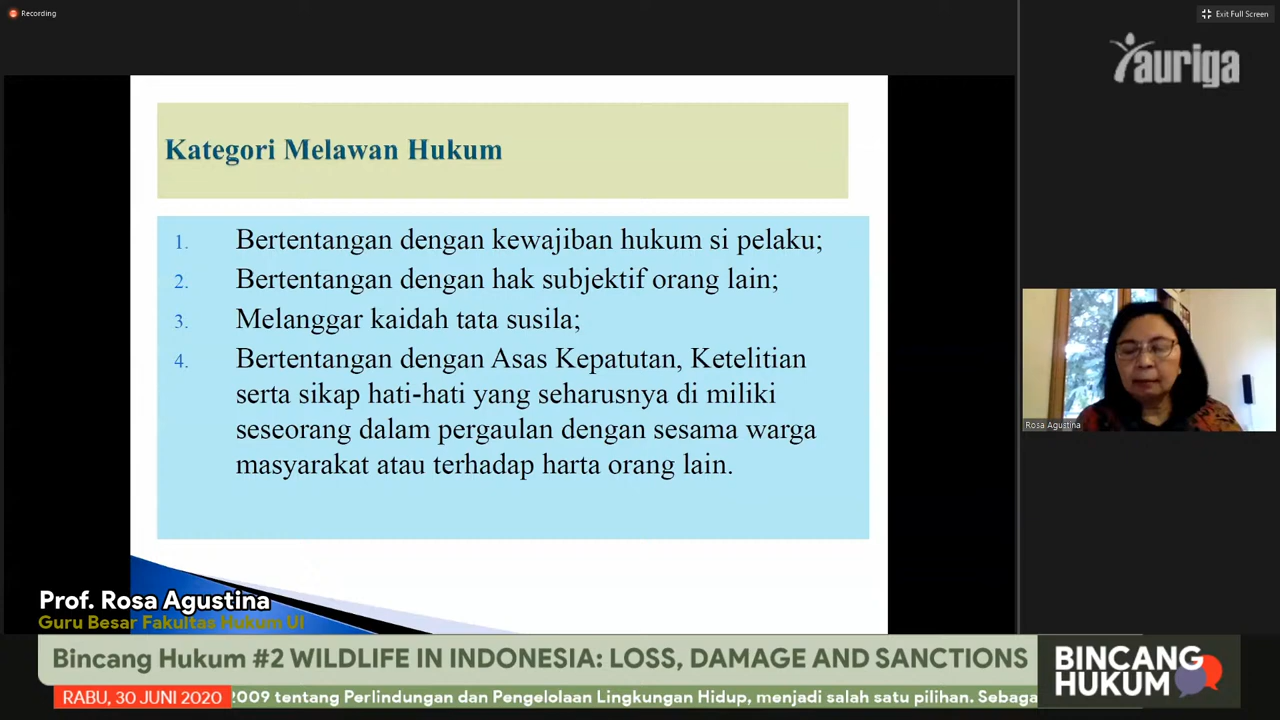 Recording
Exit Full Screen
auriga
Kategori Melawan Hukum
1. Bertentangan dengan kewajiban hukum si pelaku;
2. Bertentangan dengan hak subjektif orang lain;
3. Melanggar kaidah tata susila;
4. Bertentangan dengan Asas Kepatutan, Ketelitian
serta sikap hati-hati yang seharusnya di miliki
seseorang dalam pergaulan dengan sesama warga
masyarakat atau terhadap harta orang lain.
Rosa Agustina
Prof. Rosa Agustina
Guru Besar Fakultas Hukum UI
Bincang Hukum #2 WILDLIFE IN INDONESIA: LOSS, DAMAGE AND SANCTIONS
BINCANG
HUKUM
RABU, 30 JUNI 2020
2009 tentang Perlindungan dan Pengelolaan Lingkungan Hidup, menjadi salah satu pilihan. Sebaga